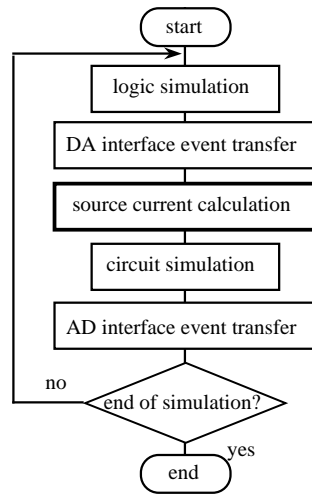 start
logic simulation
DA interface event transfer
source current calculation
circuit simulation
AD interface event transfer
no
end of simulation?
yes
end